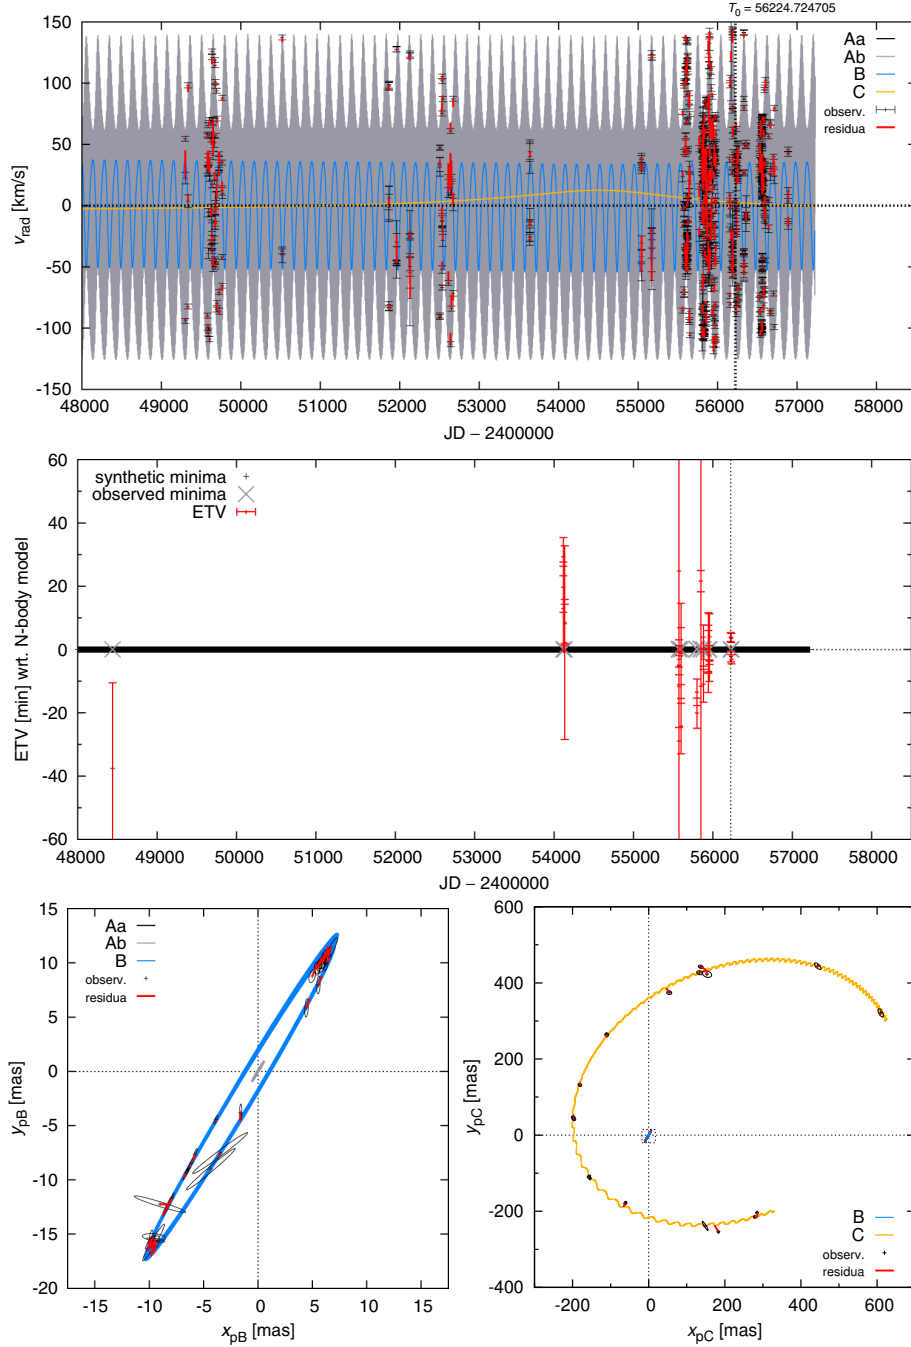 T0 = 56224.724705
150
100
50
0
-50
-100
-150
vrad [km/s]
Aa
Ab
B
C
observ.
residua
48000 49000 50000 51000 52000 53000 54000 55000 56000 57000 58000
JD – 2400000
60
40
20
0
-20
-40
-60
ETV [min] wrt. N-body model
synthetic minima
observed minima
ETV
48000 49000 50000 51000 52000 53000 54000 55000 56000 57000 58000
JD – 2400000
15
10
5
0
-5
-10
-15
-20
ypB [mas]
Aa
Ab
B
observ.
residua
-15 -10 -5 0 5 10 15
xpB [mas]
600
400
200
0
-200
-400
ypC [mas]
B
C
observ.
residua
-200 0 200 400 600
xpC [mas]